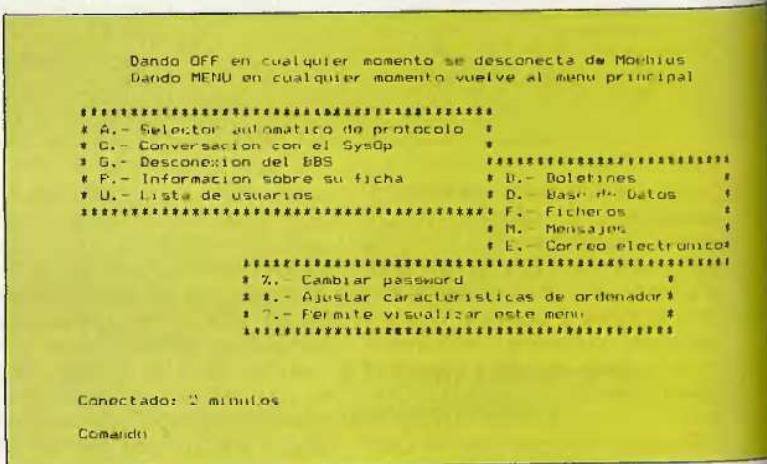 Dando OFF en cualquier momento se desconecta de Moebius
Dando MENU en cualquier momento vuelve al menu principal
****************************************
* A.- Selector automatico de protocolo *
* C.- Conversacion con el SysOp
* G.- Desconexion del BBS ************************
* P.- Informacion sobre su ficha * B.- Boletines *
* U.- Lista de usuarios * D.- Base de Datos *
**************************************** F.- Ficheros *
* M.- Mensajes *
* E.- Correo electronico*
***********************************************
* %.- Cambiar password *
* *.- Ajustar caracteristicas de ordenador*
* ?.- Permite visualizar este menu *
******************************************
Conectado: 2 minutos
Comando